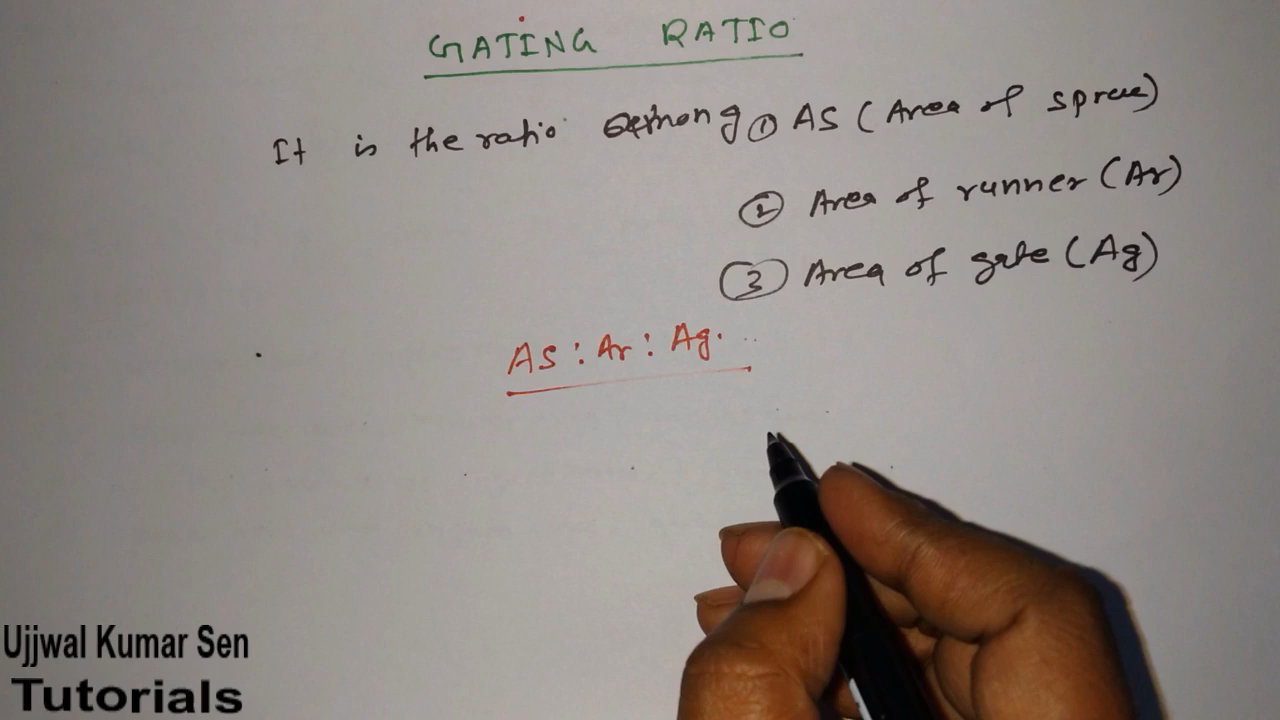 GATING RATIO
It is the ratio among ① AS (Area of sprue)
② Area of runner (Ar)
③ Area of gate (Ag)
AS : Ar : Ag.
Ujjwal Kumar Sen
Tutorials